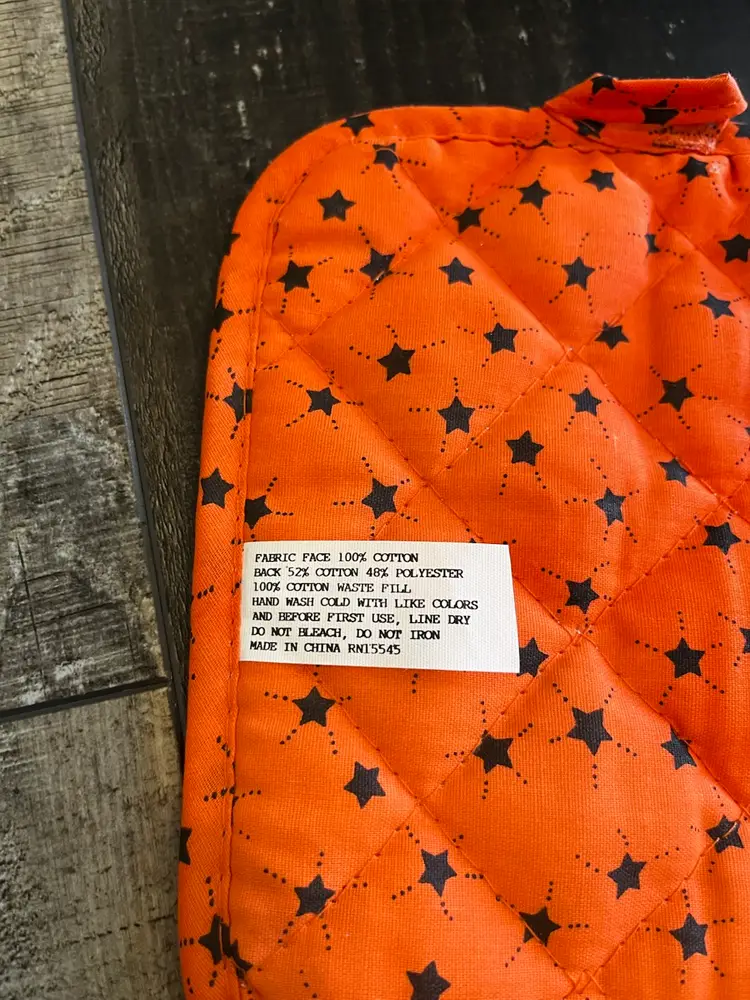 FABRIC FACE 100% COTTON
BACK 52% COTTON 48% POLYESTER
100% COTTON WASTE FILL
HAND WASH COLD WITH LIKE COLORS
AND BEFORE FIRST USE, LINE DRY
DO NOT BLEACH, DO NOT IRON
MADE IN CHINA RN15545